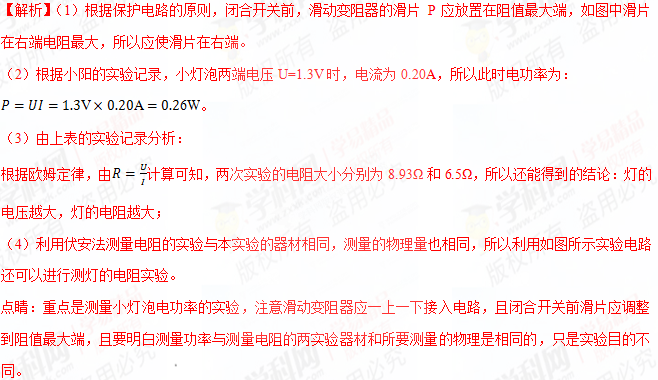 【解析】(1)根据保护电路的原则，闭合开关前，滑动变阻器的滑片 P 应放置在阻值最大端，如图中滑片
在右端电阻最大，所以应使滑片在右端。
(2)根据小阳的实验记录，小灯泡两端电压 U=1.3V时，电流为 0.20A，所以此时电功率为：
P = UI = 1.3V × 0.20A = 0.26W。
(3)由上表的实验记录分析：
根据欧姆定律，由R = U/I计算可知，两次实验的电阻大小分别为 8.93Ω 和 6.5Ω，所以还能得到的结论：灯的
电压越大，灯的电阻越大；
(4)利用伏安法测量电阻的实验与本实验的器材相同，测量的物理量也相同，所以利用如图所示实验电路
还可以进行测灯的电阻实验。
点睛：重点是测量小灯泡电功率的实验，注意滑动变阻器应一上一下接入电路，且闭合开关前滑片应调整
到阻值最大端，且要明白测量功率与测量电阻的两实验器材和所要测量的物理是相同的，只是实验目的不
同。